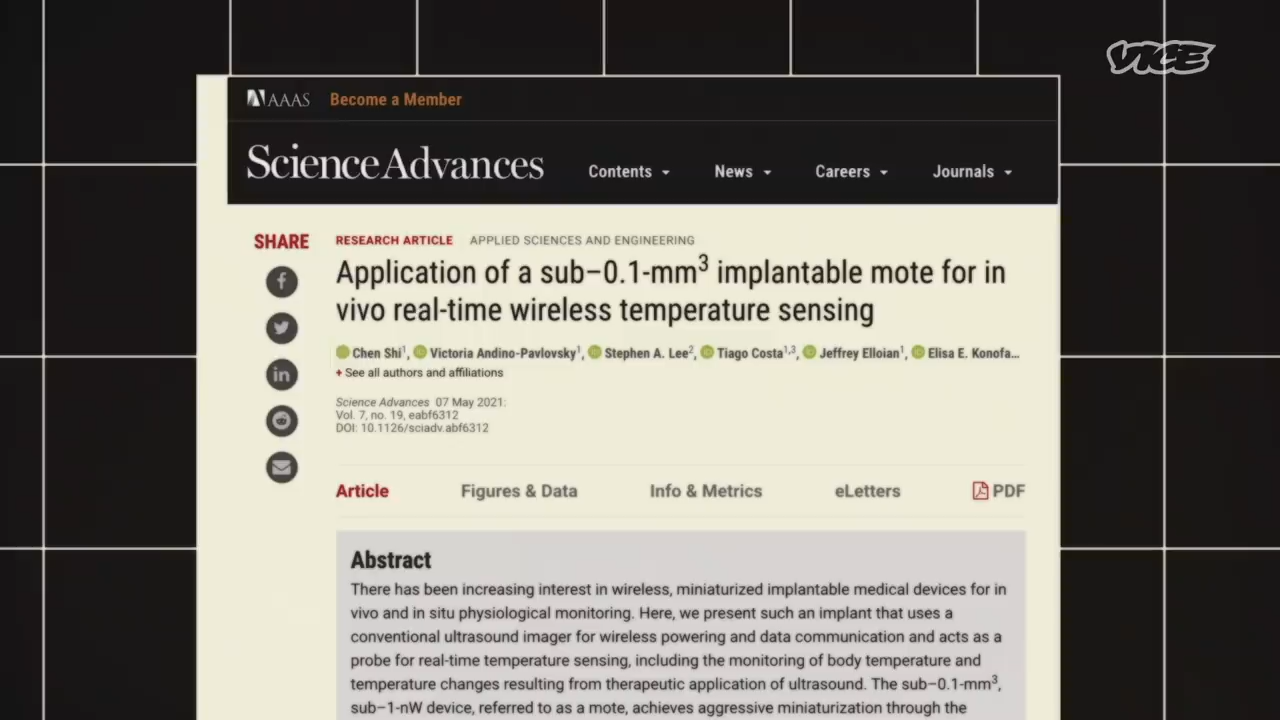 VICE
AAAS Become a Member
Science Advances Contents News Careers Journals
SHARE
RESEARCH ARTICLE APPLIED SCIENCES AND ENGINEERING
Application of a sub–0.1-mm³ implantable mote for in
vivo real-time wireless temperature sensing
Chen Shi¹, Victoria Andino-Pavlovsky¹, Stephen A. Lee², Tiago Costa¹,³, Jeffrey Elloian¹, Elisa E. Konofa...
+ See all authors and affiliations
Science Advances 07 May 2021:
Vol. 7, no. 19, eabf6312
DOI: 10.1126/sciadv.abf6312
Article Figures & Data Info & Metrics eLetters PDF
Abstract
There has been increasing interest in wireless, miniaturized implantable medical devices for in
vivo and in situ physiological monitoring. Here, we present such an implant that uses a
conventional ultrasound imager for wireless powering and data communication and acts as a
probe for real-time temperature sensing, including the monitoring of body temperature and
temperature changes resulting from therapeutic application of ultrasound. The sub–0.1-mm³,
sub–1-nW device, referred to as a mote, achieves aggressive miniaturization through the